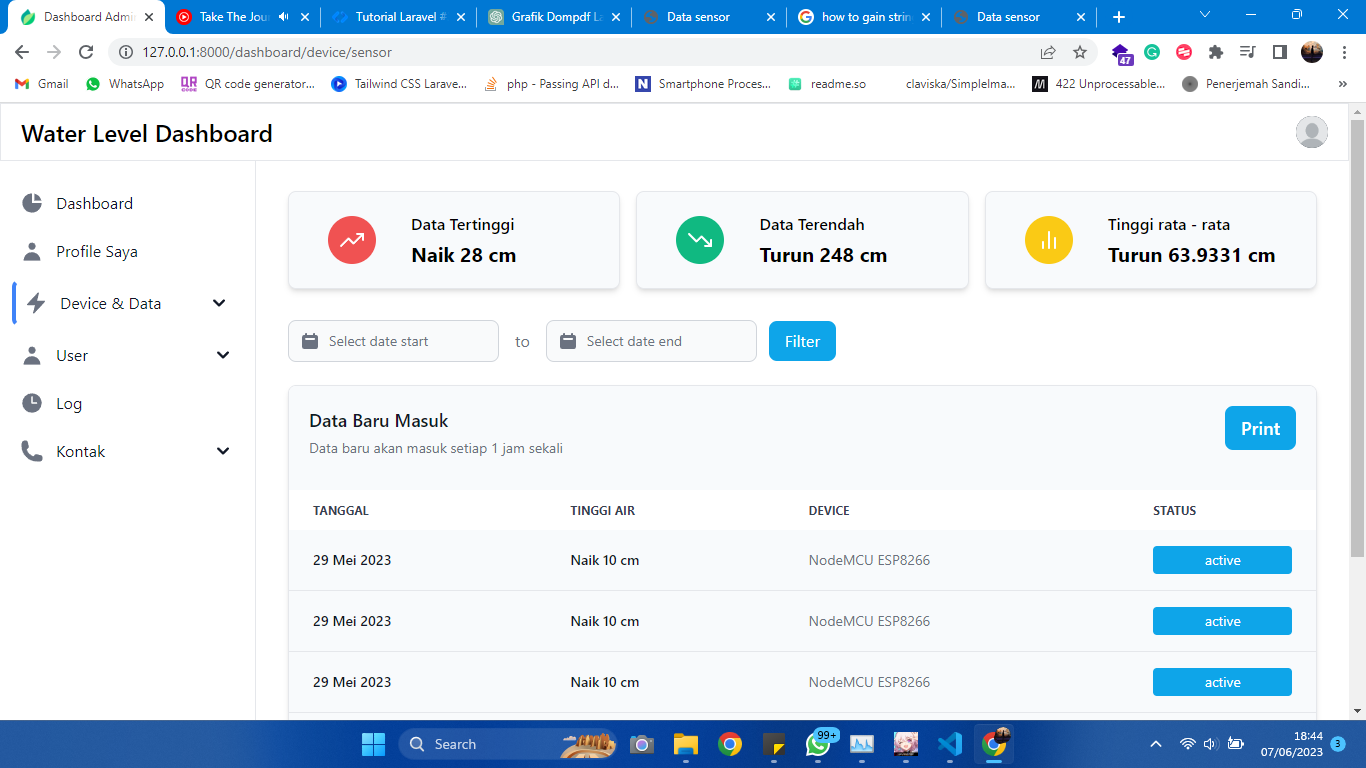 Dashboard Admi
Take The Jou
Tutorial Laravel #
Grafik Dompdf La
Data sensor
how to gain strin
Data sensor
127.0.0.1:8000/dashboard/device/sensor
47
Gmail
WhatsApp
QR code generator...
Tailwind CSS Larave...
php - Passing API d...
Smartphone Proces...
readme.so
claviska/SimpleIma...
422 Unprocessable...
Penerjemah Sandi...
Water Level Dashboard
Dashboard
Profile Saya
Device & Data
User
Log
Kontak
Data Tertinggi
Naik 28 cm
Data Terendah
Turun 248 cm
Tinggi rata - rata
Turun 63.9331 cm
Select date start
to
Select date end
Filter
Data Baru Masuk
Data baru akan masuk setiap 1 jam sekali
Print
TANGGAL TINGGI AIR DEVICE STATUS
29 Mei 2023 Naik 10 cm NodeMCU ESP8266 active
29 Mei 2023 Naik 10 cm NodeMCU ESP8266 active
29 Mei 2023 Naik 10 cm NodeMCU ESP8266 active
Search
99+
18:44
07/06/2023
3